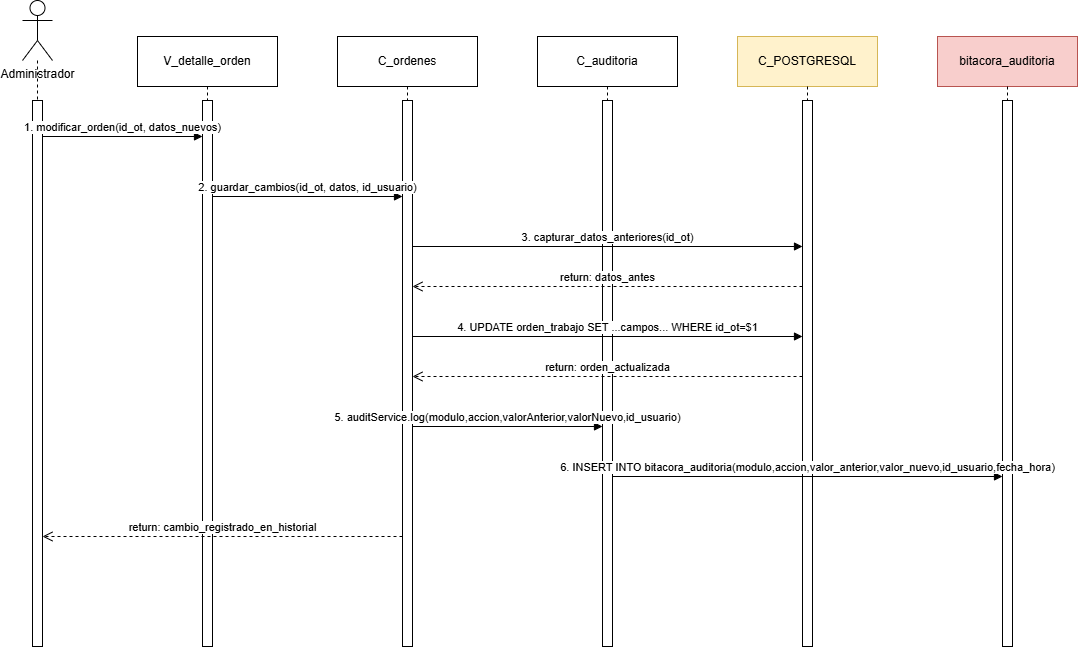 Administrador
V_detalle_orden
C_ordenes
C_auditoria
C_POSTGRESQL
bitacora_auditoria
1. modificar_orden(id_ot, datos_nuevos)
2. guardar_cambios(id_ot, datos, id_usuario)
3. capturar_datos_anteriores(id_ot)
return: datos_antes
4. UPDATE orden_trabajo SET ...campos... WHERE id_ot=$1
return: orden_actualizada
5. auditService.log(modulo,accion,valorAnterior,valorNuevo,id_usuario)
6. INSERT INTO bitacora_auditoria(modulo,accion,valor_anterior,valor_nuevo,id_usuario,fecha_hora)
return: cambio_registrado_en_historial